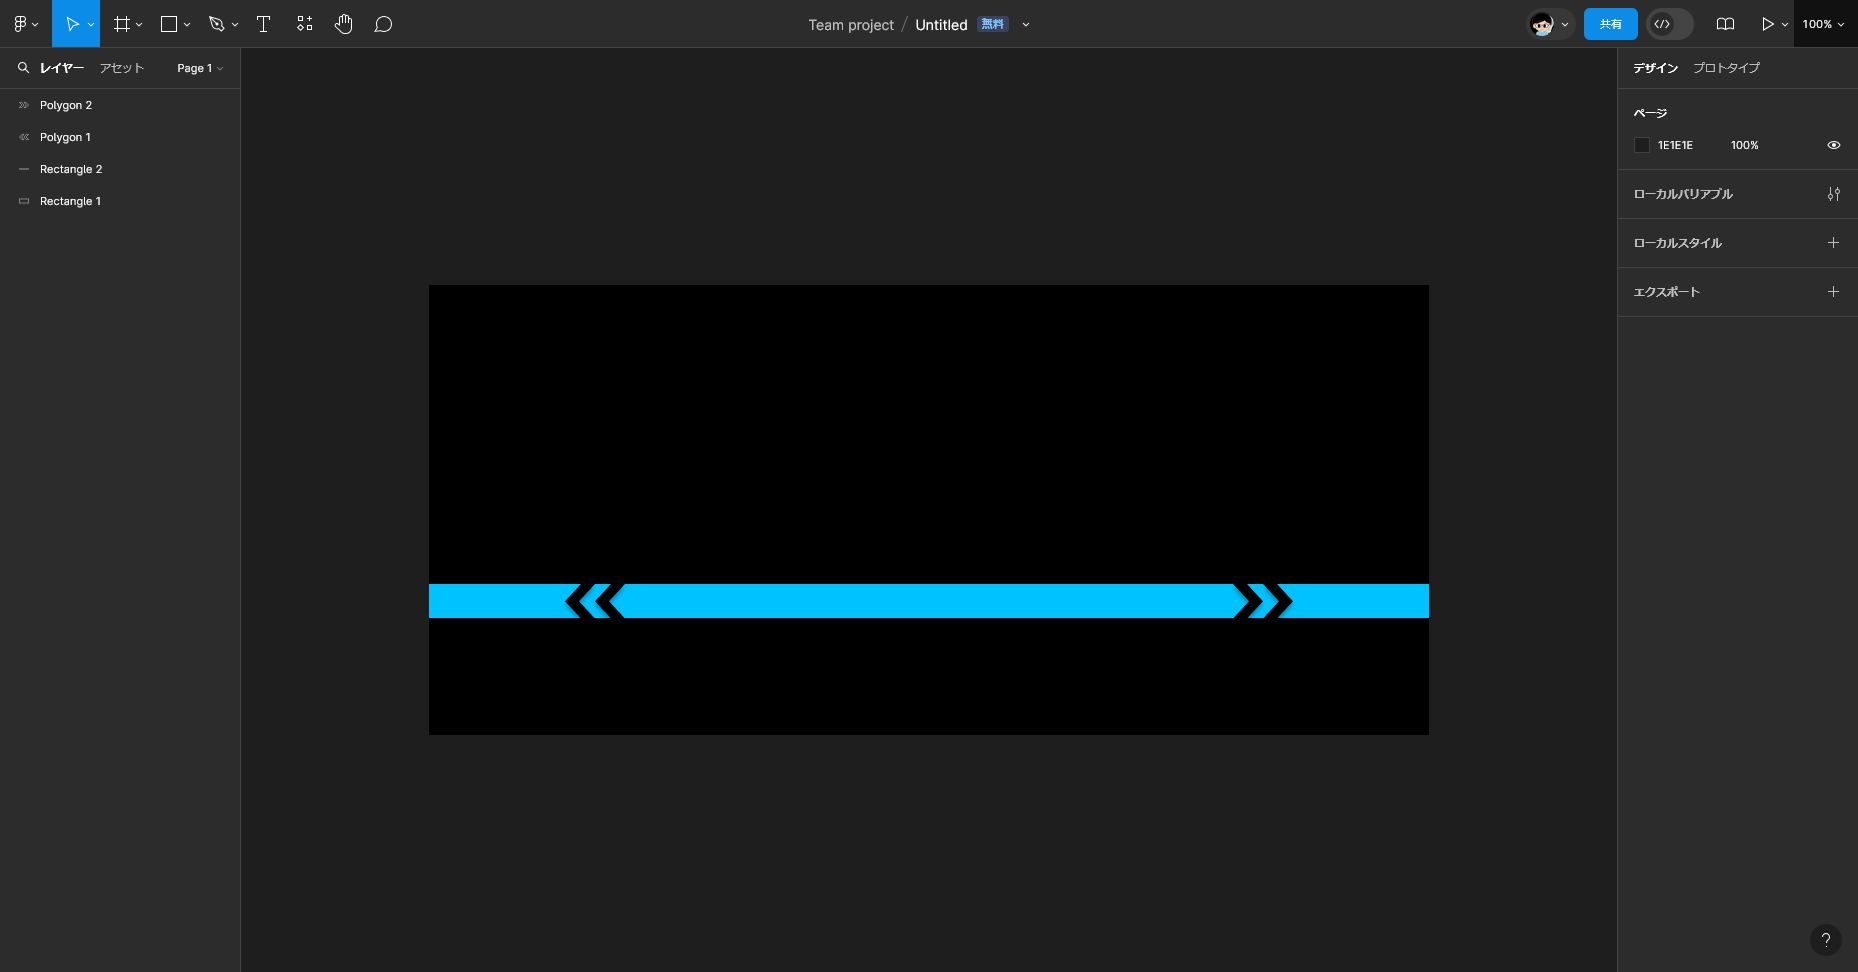 Team project / Untitled 無料
共有
100%
レイヤー アセット Page 1
Polygon 2
Polygon 1
Rectangle 2
Rectangle 1
デザイン プロトタイプ
ページ
1E1E1E 100%
ローカルバリアブル
ローカルスタイル
エクスポート
?